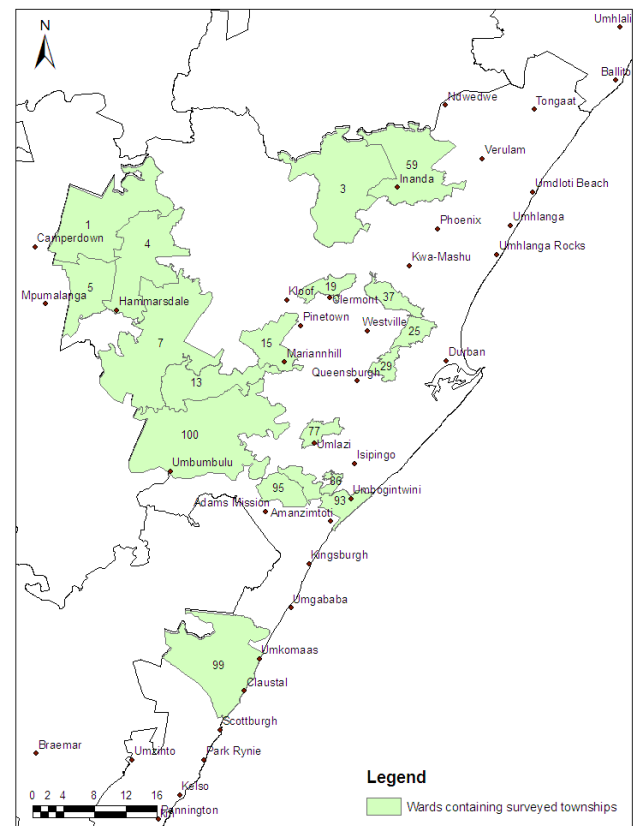 N
Umhlali
Ballito
Ndwedwe
Tongaat
59
Verulam
3
Inanda
Umdloti Beach
1
4
Phoenix
Umhlanga
Camperdown
Umhlanga Rocks
Kwa-Mashu
5
19
37
Mpumalanga
Hammarsdale
Kloof
Clermont
Pinetown
Westville
25
7
15
Mariannhill
29
Durban
13
Queensburgh
100
77
Umlazi
Isipingo
Umbumbulu
95
86
93
Umbogintwini
Adams Mission
Amanzimtoti
Kingsburgh
Umgababa
99
Umkomaas
Claustal
Scottburgh
Braemar
Umzinto
Park Rynie
Kelso
0 2 4 8 12 16
Pennington
Legend
Wards containing surveyed townships